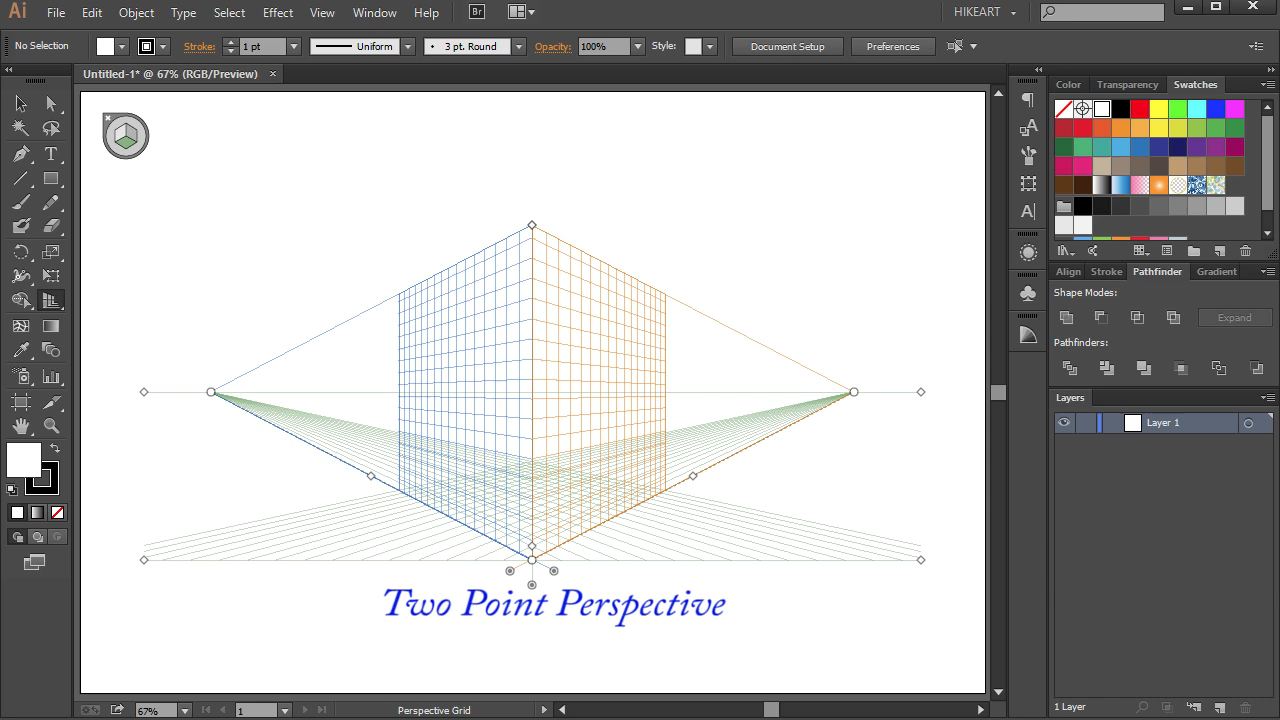 Ai File Edit Object Type Select Effect View Window Help Br HIKEART
No Selection Stroke: 1 pt Uniform 3 pt. Round Opacity: 100% Style: Document Setup Preferences
Untitled-1* @ 67% (RGB/Preview)
Color Transparency Swatches
Align Stroke Pathfinder Gradient
Shape Modes:
Expand
Pathfinders:
Layers
Layer 1
Two Point Perspective
1 Layer
67% 1 Perspective Grid